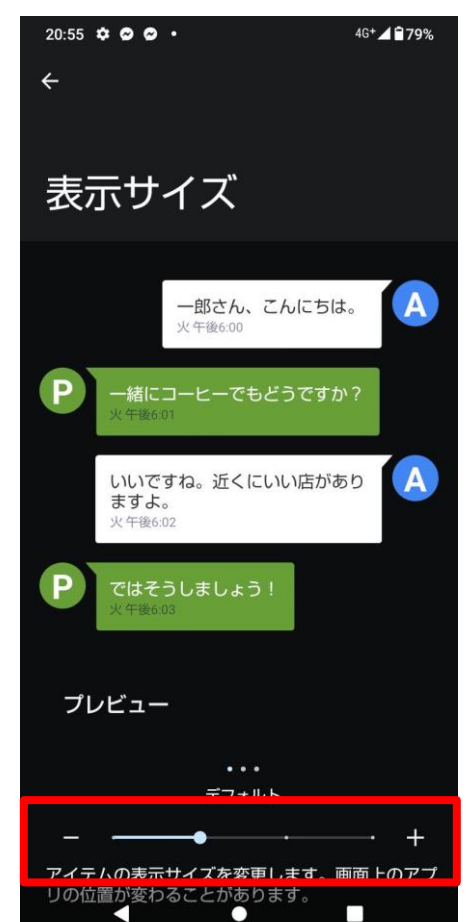 20:55
4G+ 79%
表示サイズ
一郎さん、こんにちは。
火 午後6:00
A
P
一緒にコーヒーでもどうですか？
火 午後6:01
いいですね。近くにいい店があり
ますよ。
火 午後6:02
A
P
ではそうしましょう！
火 午後6:03
プレビュー
デフォルト
アイテムの表示サイズを変更します。画面上のアプ
リの位置が変わることがあります。